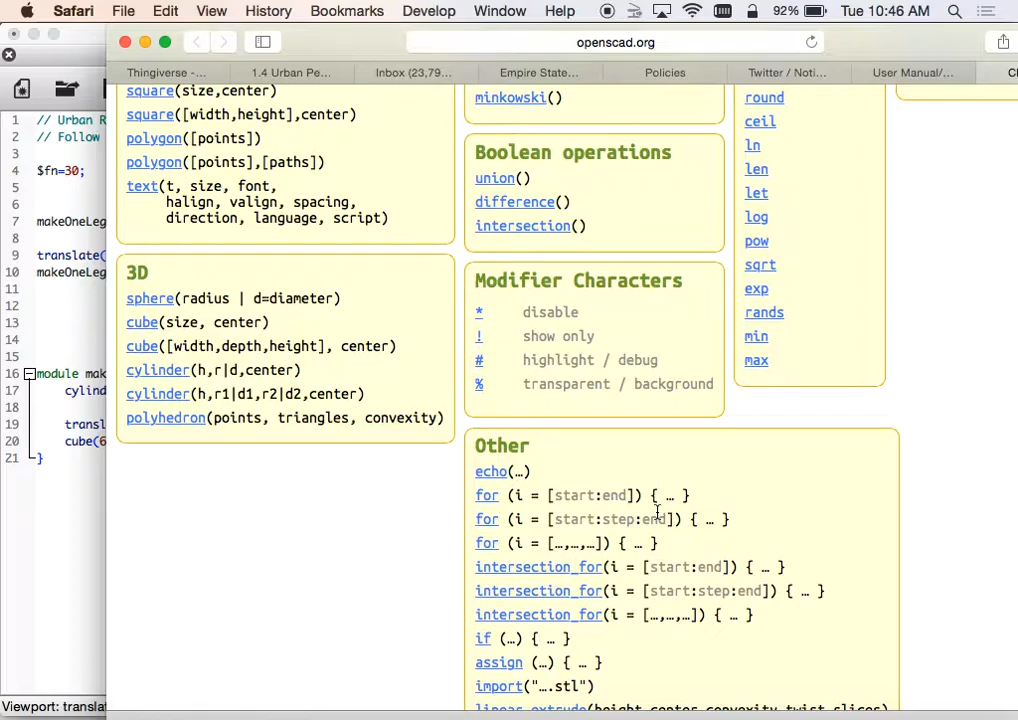 Safari File Edit View History Bookmarks Develop Window Help 92% Tue 10:46 AM
openscad.org
Thingiverse -... 1.4 Urban Pe... Inbox (23,79... Empire State... Policies Twitter / Noti... User Manual/...
1 // Urban R
2 // Follow
3
4 $fn=30;
5
6
7 makeOneLeg
8
9 translate(
10 makeOneLeg
11
12
13
14
15
16 module mak
17 cylind
18
19 transl
20 cube(6
21 }
Viewport: translat
square(size,center)
square([width,height],center)
polygon([points])
polygon([points],[paths])
text(t, size, font,
halign, valign, spacing,
direction, language, script)
3D
sphere(radius | d=diameter)
cube(size, center)
cube([width,depth,height], center)
cylinder(h,r|d,center)
cylinder(h,r1|d1,r2|d2,center)
polyhedron(points, triangles, convexity)
minkowski()
Boolean operations
union()
difference()
intersection()
Modifier Characters
* disable
! show only
# highlight / debug
% transparent / background
round
ceil
ln
len
let
log
pow
sqrt
exp
rands
min
max
Other
echo(…)
for (i = [start:end]) { … }
for (i = [start:step:end]) { … }
for (i = […,…,…]) { … }
intersection_for(i = [start:end]) { … }
intersection_for(i = [start:step:end]) { … }
intersection_for(i = […,…,…]) { … }
if (…) { … }
assign (…) { … }
import("….stl")
linear_extrude(height,center,convexity,twist,slices)